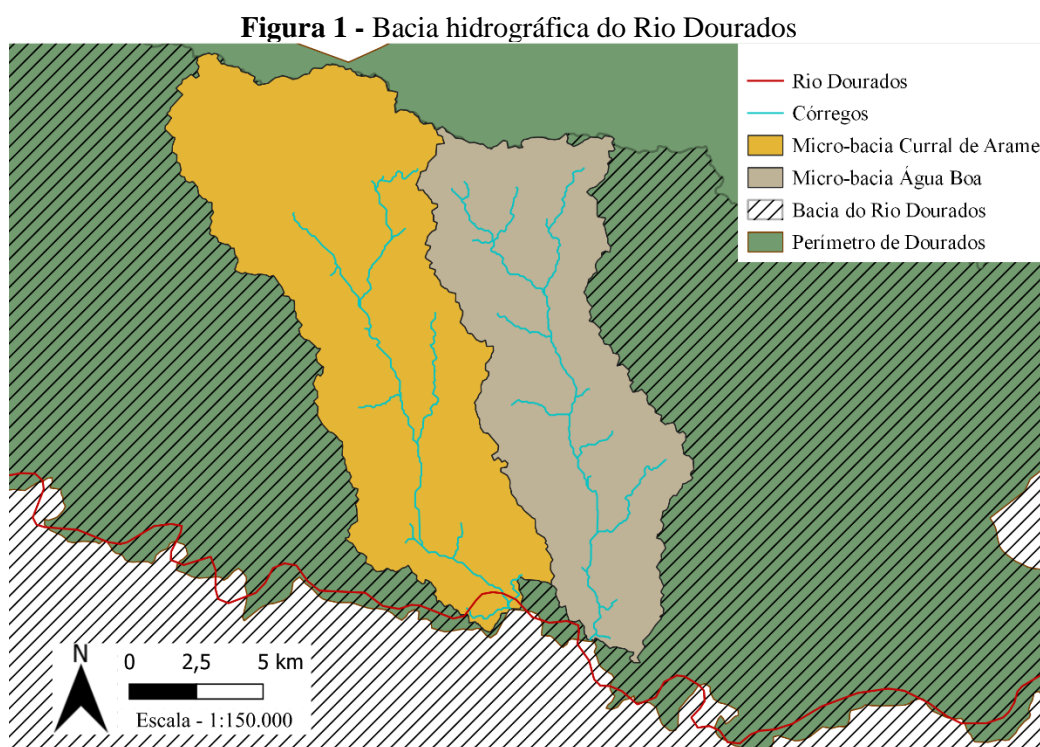 Figura 1 - Bacia hidrográfica do Rio Dourados
Rio Dourados
Córregos
Micro-bacia Curral de Arame
Micro-bacia Água Boa
Bacia do Rio Dourados
Perímetro de Dourados
N
0 2,5 5 km
Escala - 1:150.000